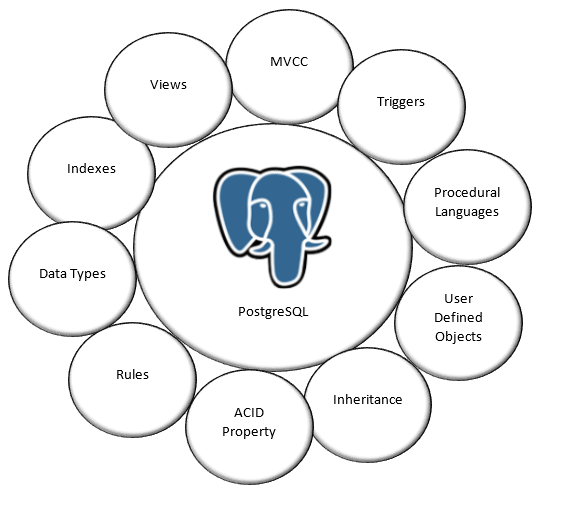 MVCC
Views
Triggers
Indexes
Procedural
Languages
Data Types
User
Defined
Objects
PostgreSQL
Rules
Inheritance
ACID
Property